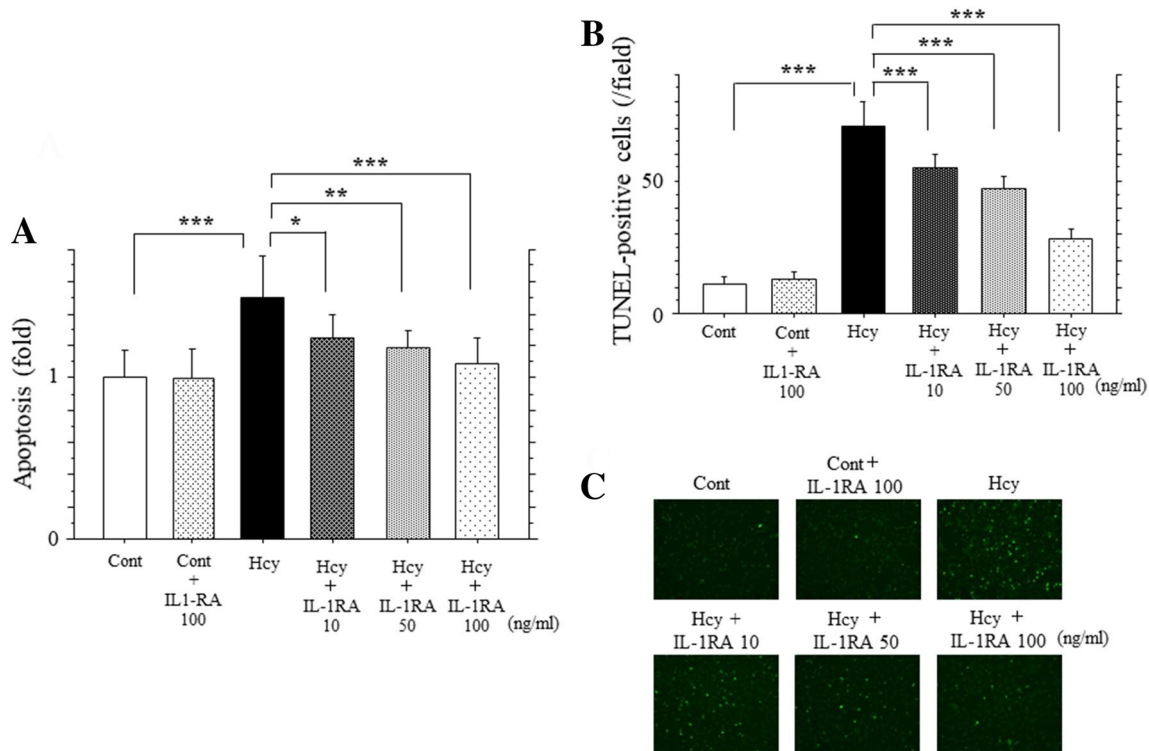 A
Apoptosis (fold)
1
0
***
*
**
***
Cont
Cont
+
IL1-RA
100
Hcy
Hcy
+
IL-1RA
10
Hcy
+
IL-1RA
50
Hcy
+
IL-1RA
100
(ng/ml)
B
TUNEL-positive cells (/field)
50
0
***
***
***
***
Cont
Cont
+
IL1-RA
100
Hcy
Hcy
+
IL-1RA
10
Hcy
+
IL-1RA
50
Hcy
+
IL-1RA
100
(ng/ml)
C
Cont
Cont+
IL-1RA 100
Hcy
Hcy +
IL-1RA 10
Hcy +
IL-1RA 50
Hcy +
IL-1RA 100
(ng/ml)